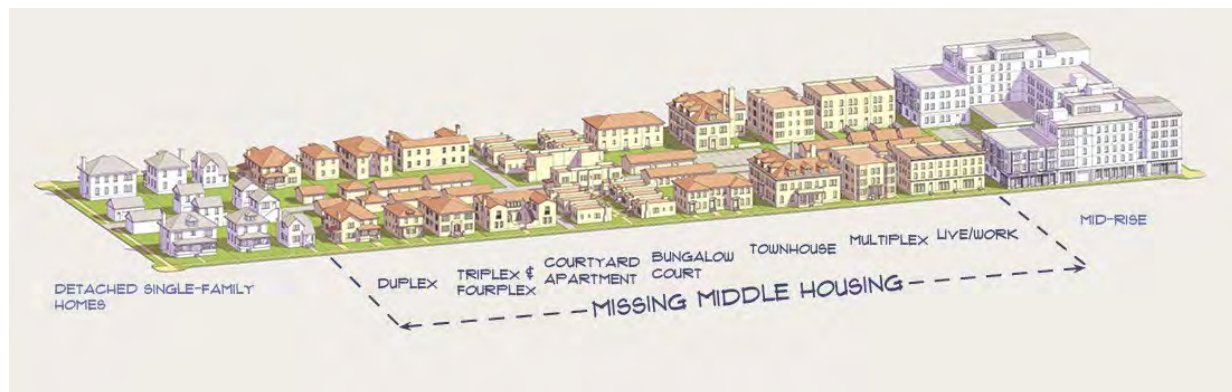 DETACHED SINGLE-FAMILY
HOMES
DUPLEX
TRIPLEX &
FOURPLEX
COURTYARD
APARTMENT
BUNGALOW
COURT
TOWNHOUSE
MULTIPLEX
LIVE/WORK
MID-RISE
MISSING MIDDLE HOUSING